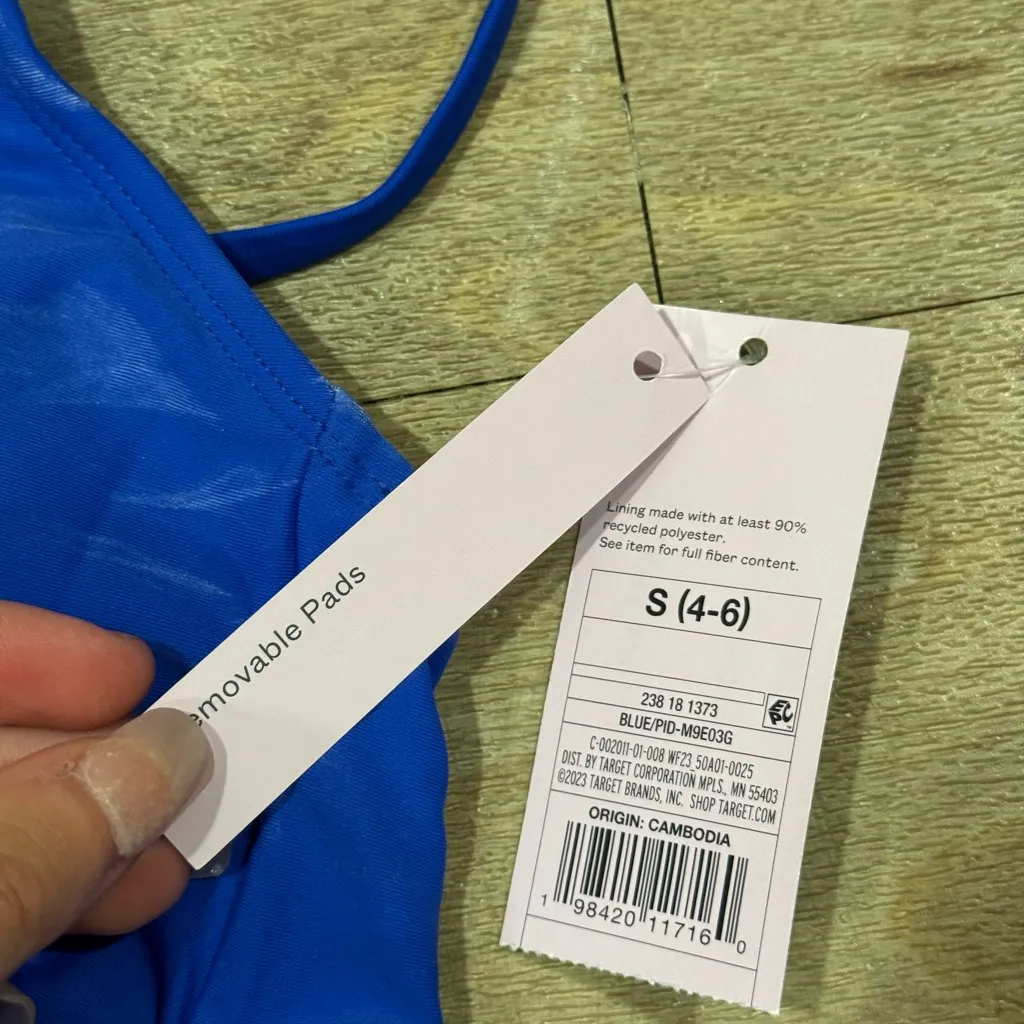 emovable Pads
Lining made with at least 90%
recycled polyester.
See item for full fiber content.
S (4-6)
238 18 1373
EPC
BLUE/PID-M9E03G
C-002011-01-008 WF23_50A01-0025
DIST. BY TARGET CORPORATION MPLS., MN 55403
©2023 TARGET BRANDS, INC. SHOP TARGET.COM
ORIGIN: CAMBODIA
1 98420 11716 0